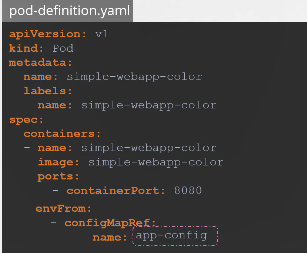 pod-definition.yaml
apiVersion: v1
kind: Pod
metadata:
  name: simple-webapp-color
  labels:
    name: simple-webapp-color
spec:
  containers:
  - name: simple-webapp-color
    image: simple-webapp-color
    ports:
      - containerPort: 8080
    envFrom:
      - configMapRef:
            name: app-config